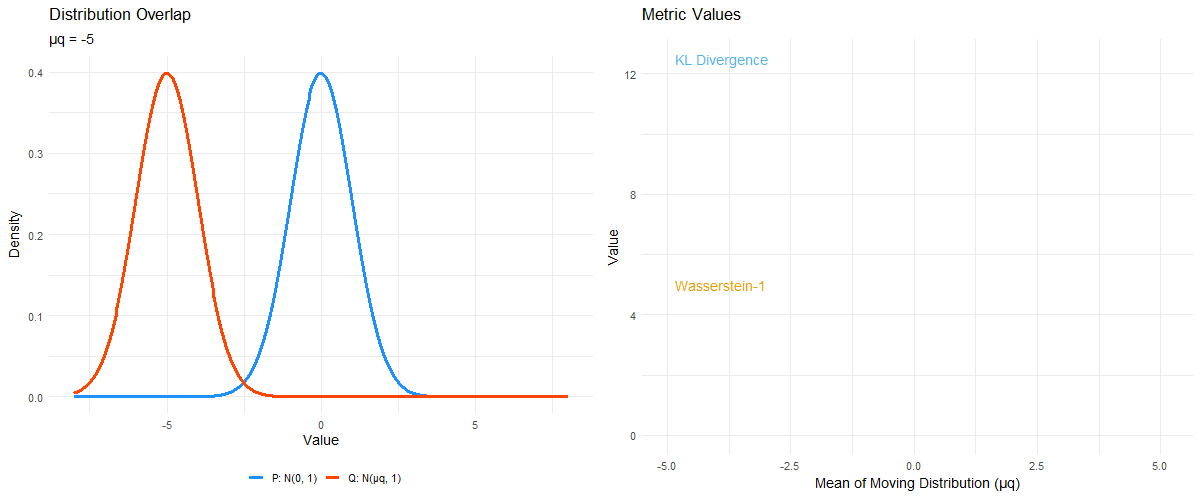 Distribution Overlap
µq = -5
0.4
0.3
0.2
0.1
0.0
Density
-5
0
5
Value
P: N(0, 1)
Q: N(µq, 1)
Metric Values
KL Divergence
Wasserstein-1
12
8
4
0
Value
-5.0
-2.5
0.0
2.5
5.0
Mean of Moving Distribution (µq)